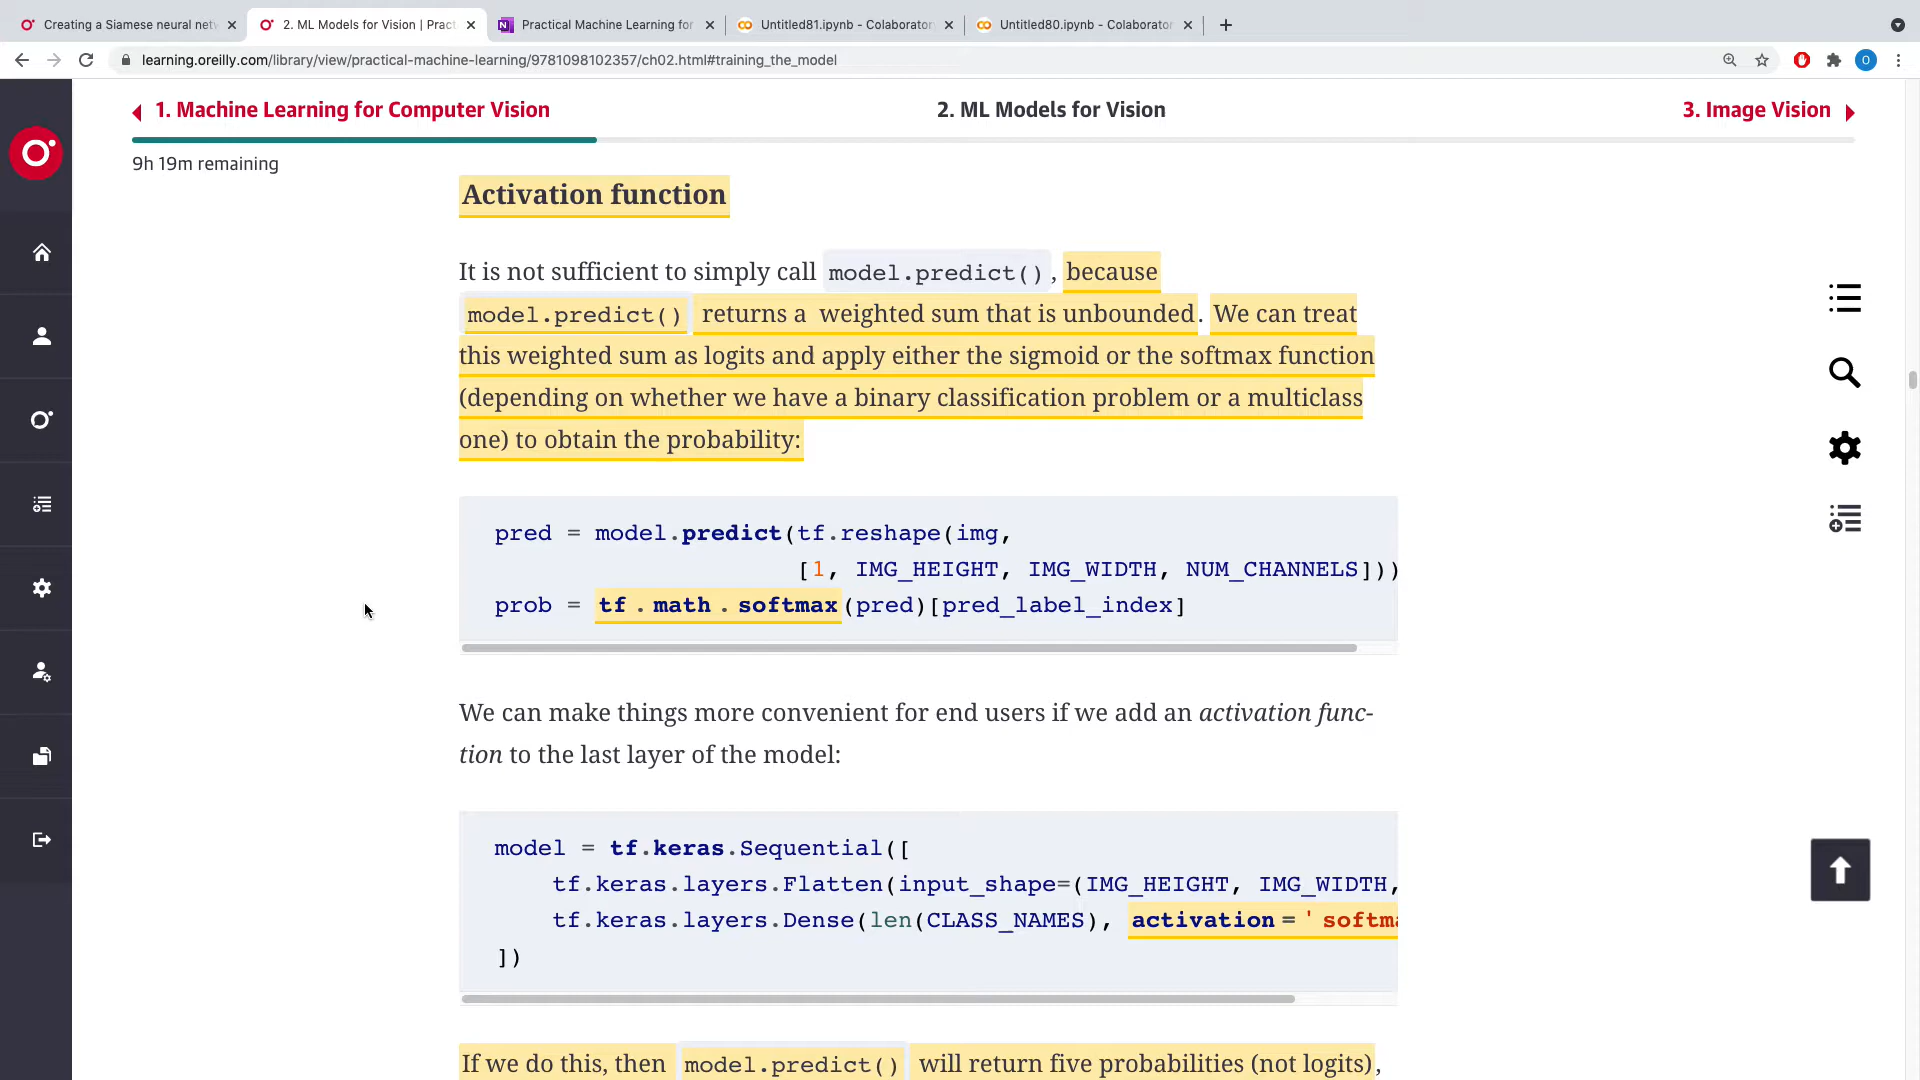 Creating a Siamese neural netw
2. ML Models for Vision | Pract
Practical Machine Learning for
Untitled81.ipynb - Colaborator
Untitled80.ipynb - Colaborator
learning.oreilly.com/library/view/practical-machine-learning/9781098102357/ch02.html#training_the_model
O
1. Machine Learning for Computer Vision
2. ML Models for Vision
3. Image Vision
9h 19m remaining
Activation function
It is not sufficient to simply call model.predict(), because
model.predict() returns a weighted sum that is unbounded. We can treat
this weighted sum as logits and apply either the sigmoid or the softmax function
(depending on whether we have a binary classification problem or a multiclass
one) to obtain the probability:
pred = model.predict(tf.reshape(img,
[1, IMG_HEIGHT, IMG_WIDTH, NUM_CHANNELS]))
prob = tf.math.softmax(pred)[pred_label_index]
We can make things more convenient for end users if we add an activation func-
tion to the last layer of the model:
model = tf.keras.Sequential([
tf.keras.layers.Flatten(input_shape=(IMG_HEIGHT, IMG_WIDTH,
tf.keras.layers.Dense(len(CLASS_NAMES), activation='softma
])
If we do this, then model.predict() will return five probabilities (not logits),